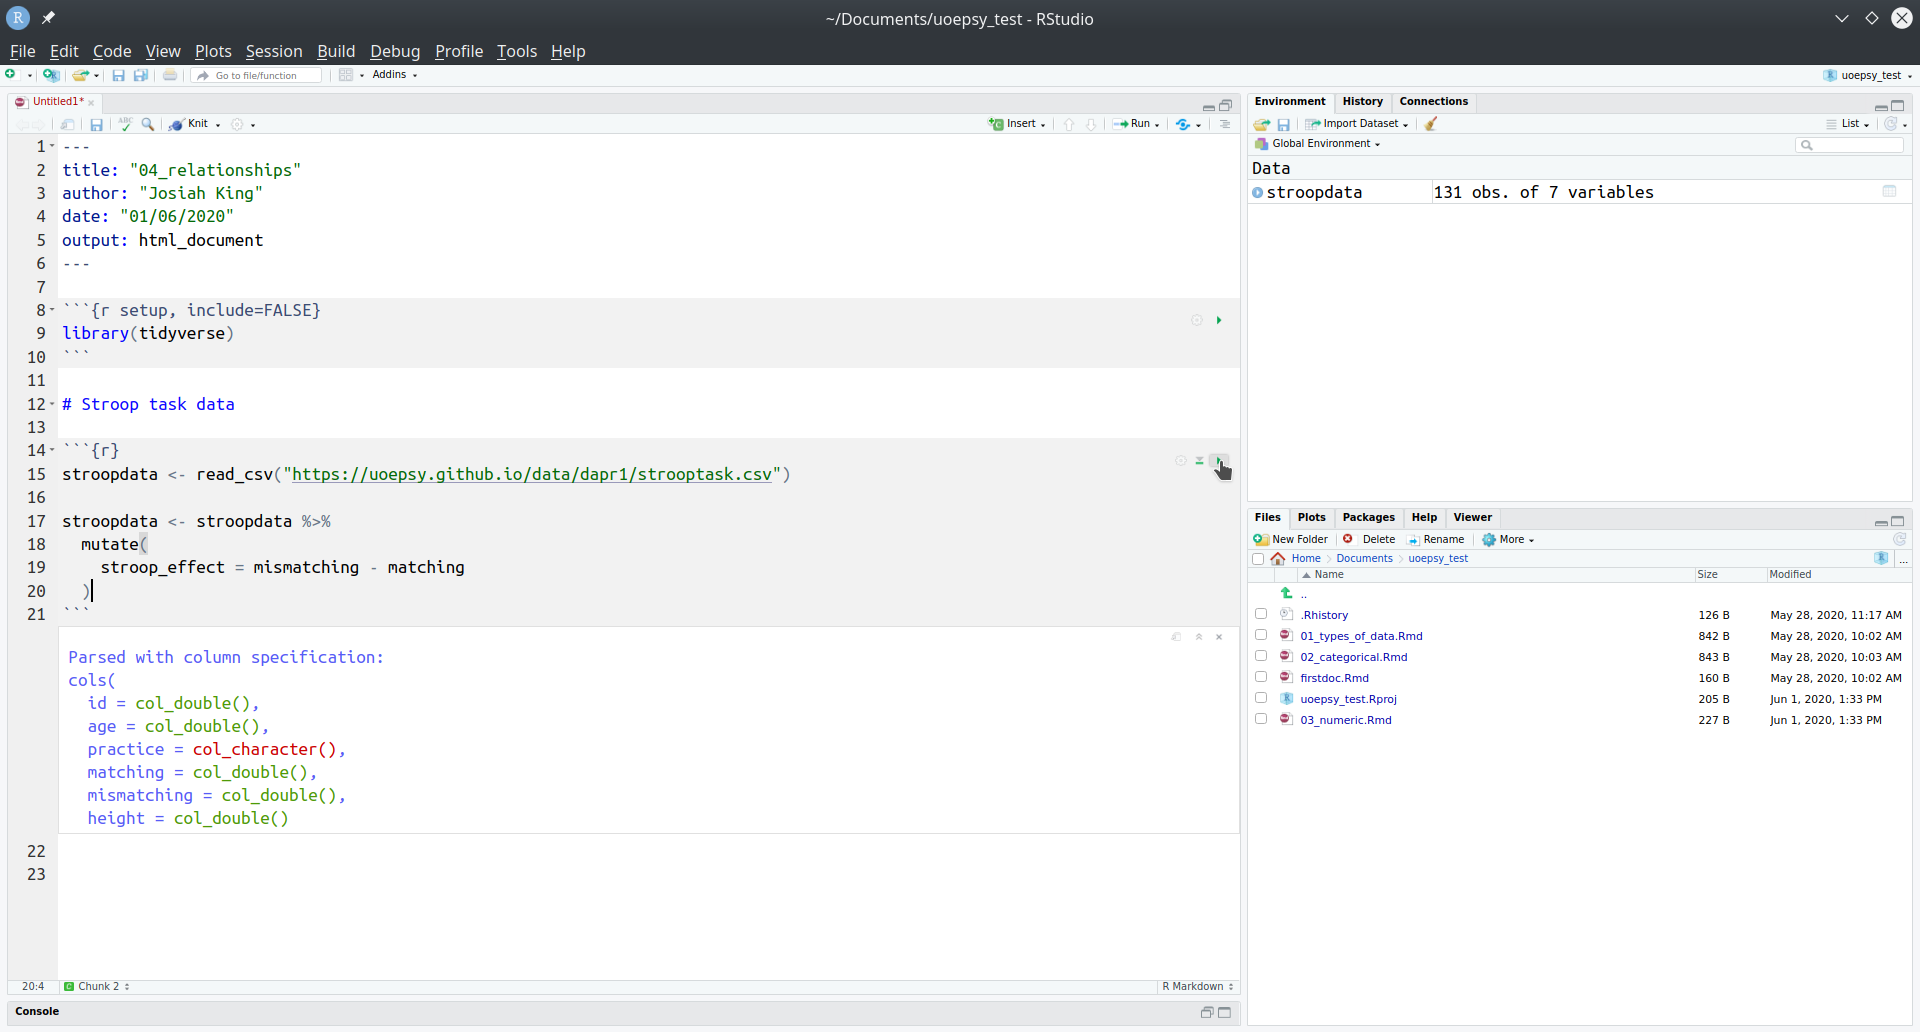 ~/Documents/uoepsy_test - RStudio
File Edit Code View Plots Session Build Debug Profile Tools Help
Go to file/function Addins uoepsy_test
Untitled1*
ABC Knit Insert Run
1 ---
2 title: "04_relationships"
3 author: "Josiah King"
4 date: "01/06/2020"
5 output: html_document
6 ---
7
8 ```{r setup, include=FALSE}
9 library(tidyverse)
10 ```
11
12 # Stroop task data
13
14 ```{r}
15 stroopdata <- read_csv("https://uoepsy.github.io/data/dapr1/strooptask.csv")
16
17 stroopdata <- stroopdata %>%
18 mutate(
19 stroop_effect = mismatching - matching
20 )
21 ```
Parsed with column specification:
cols(
id = col_double(),
age = col_double(),
practice = col_character(),
matching = col_double(),
mismatching = col_double(),
height = col_double()
22
23
20:4 Chunk 2 R Markdown
Console
Environment History Connections
Import Dataset List
Global Environment
Data
stroopdata 131 obs. of 7 variables
Files Plots Packages Help Viewer
New Folder Delete Rename More
Home Documents uoepsy_test ...
Name Size Modified
..
.Rhistory 126 B May 28, 2020, 11:17 AM
01_types_of_data.Rmd 842 B May 28, 2020, 10:02 AM
02_categorical.Rmd 843 B May 28, 2020, 10:03 AM
firstdoc.Rmd 160 B May 28, 2020, 10:02 AM
uoepsy_test.Rproj 205 B Jun 1, 2020, 1:33 PM
03_numeric.Rmd 227 B Jun 1, 2020, 1:33 PM